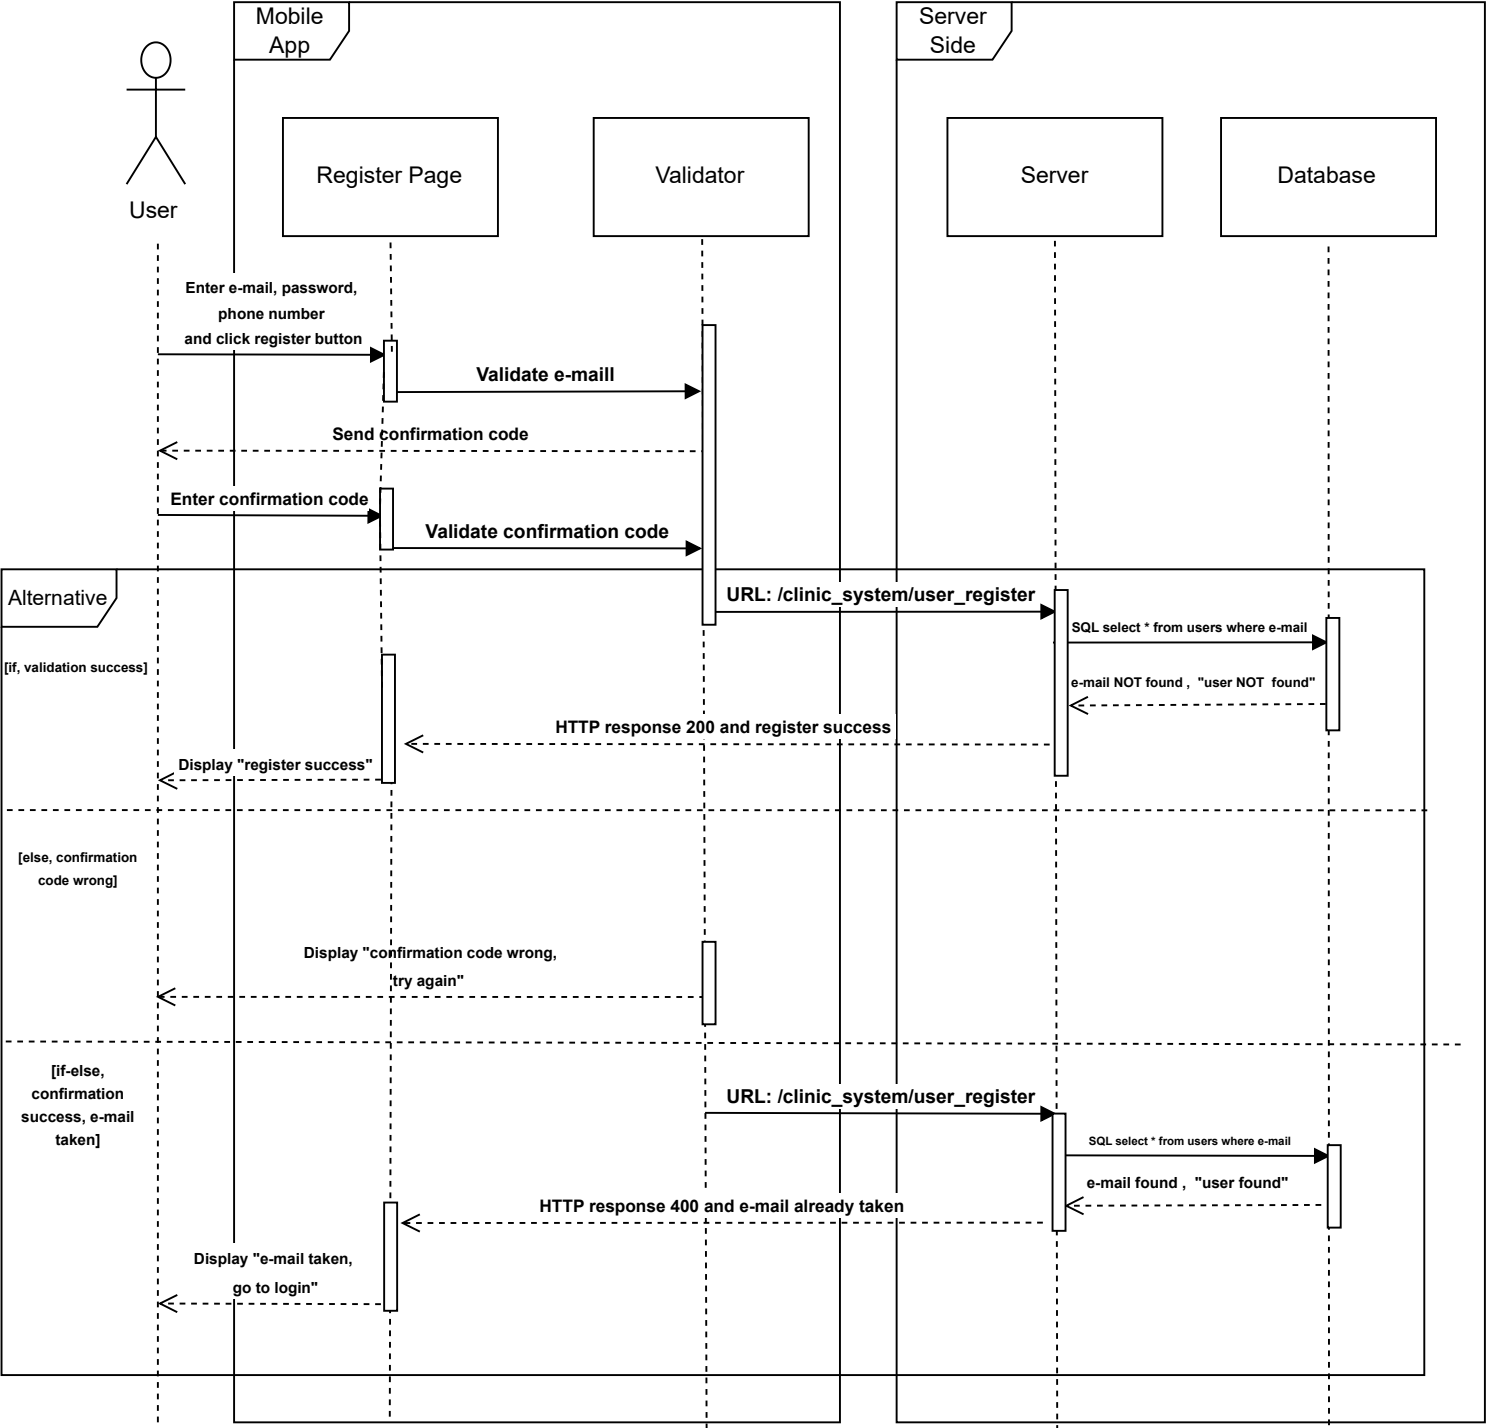 Mobile
App
Server
Side
User
Register Page
Validator
Server
Database
Enter e-mail, password,
phone number
and click register button
Validate e-maill
Send confirmation code
Enter confirmation code
Validate confirmation code
Alternative
URL: /clinic_system/user_register
SQL select * from users where e-mail
[if, validation success]
e-mail NOT found ,  "user NOT  found"
HTTP response 200 and register success
Display "register success"
[else, confirmation
code wrong]
Display "confirmation code wrong,
try again"
[if-else,
confirmation
success, e-mail
taken]
URL: /clinic_system/user_register
SQL select * from users where e-mail
e-mail found ,  "user found"
HTTP response 400 and e-mail already taken
Display "e-mail taken,
go to login"